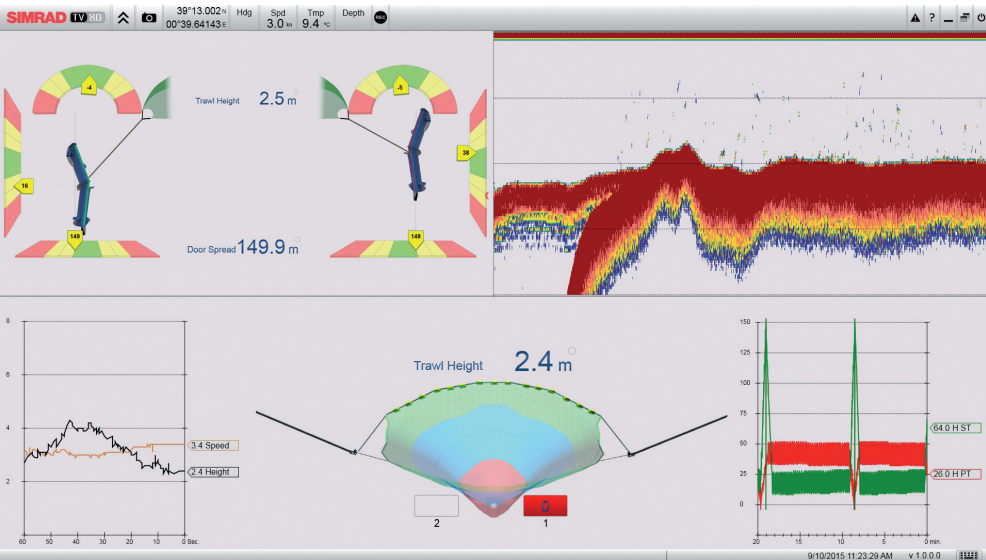 SIMRAD TV 80
39°13.002 N
00°39.64143 E
Hdg
Spd
3.0 kn
Tmp
9.4 °C
Depth
REC
?
-4
16
149
Trawl Height 2.5 m
Door Spread 149.9 m
-5
38
149
8
6
4
2
60 50 40 30 20 10 0 Sec.
3.4 Speed
2.4 Height
Trawl Height 2.4 m
0
2
1
150
125
100
75
50
25
0
20 15 10 5 0 min.
64.0 H ST
26.0 H PT
9/10/2015 11:23:29 AM v 1.0.0.0